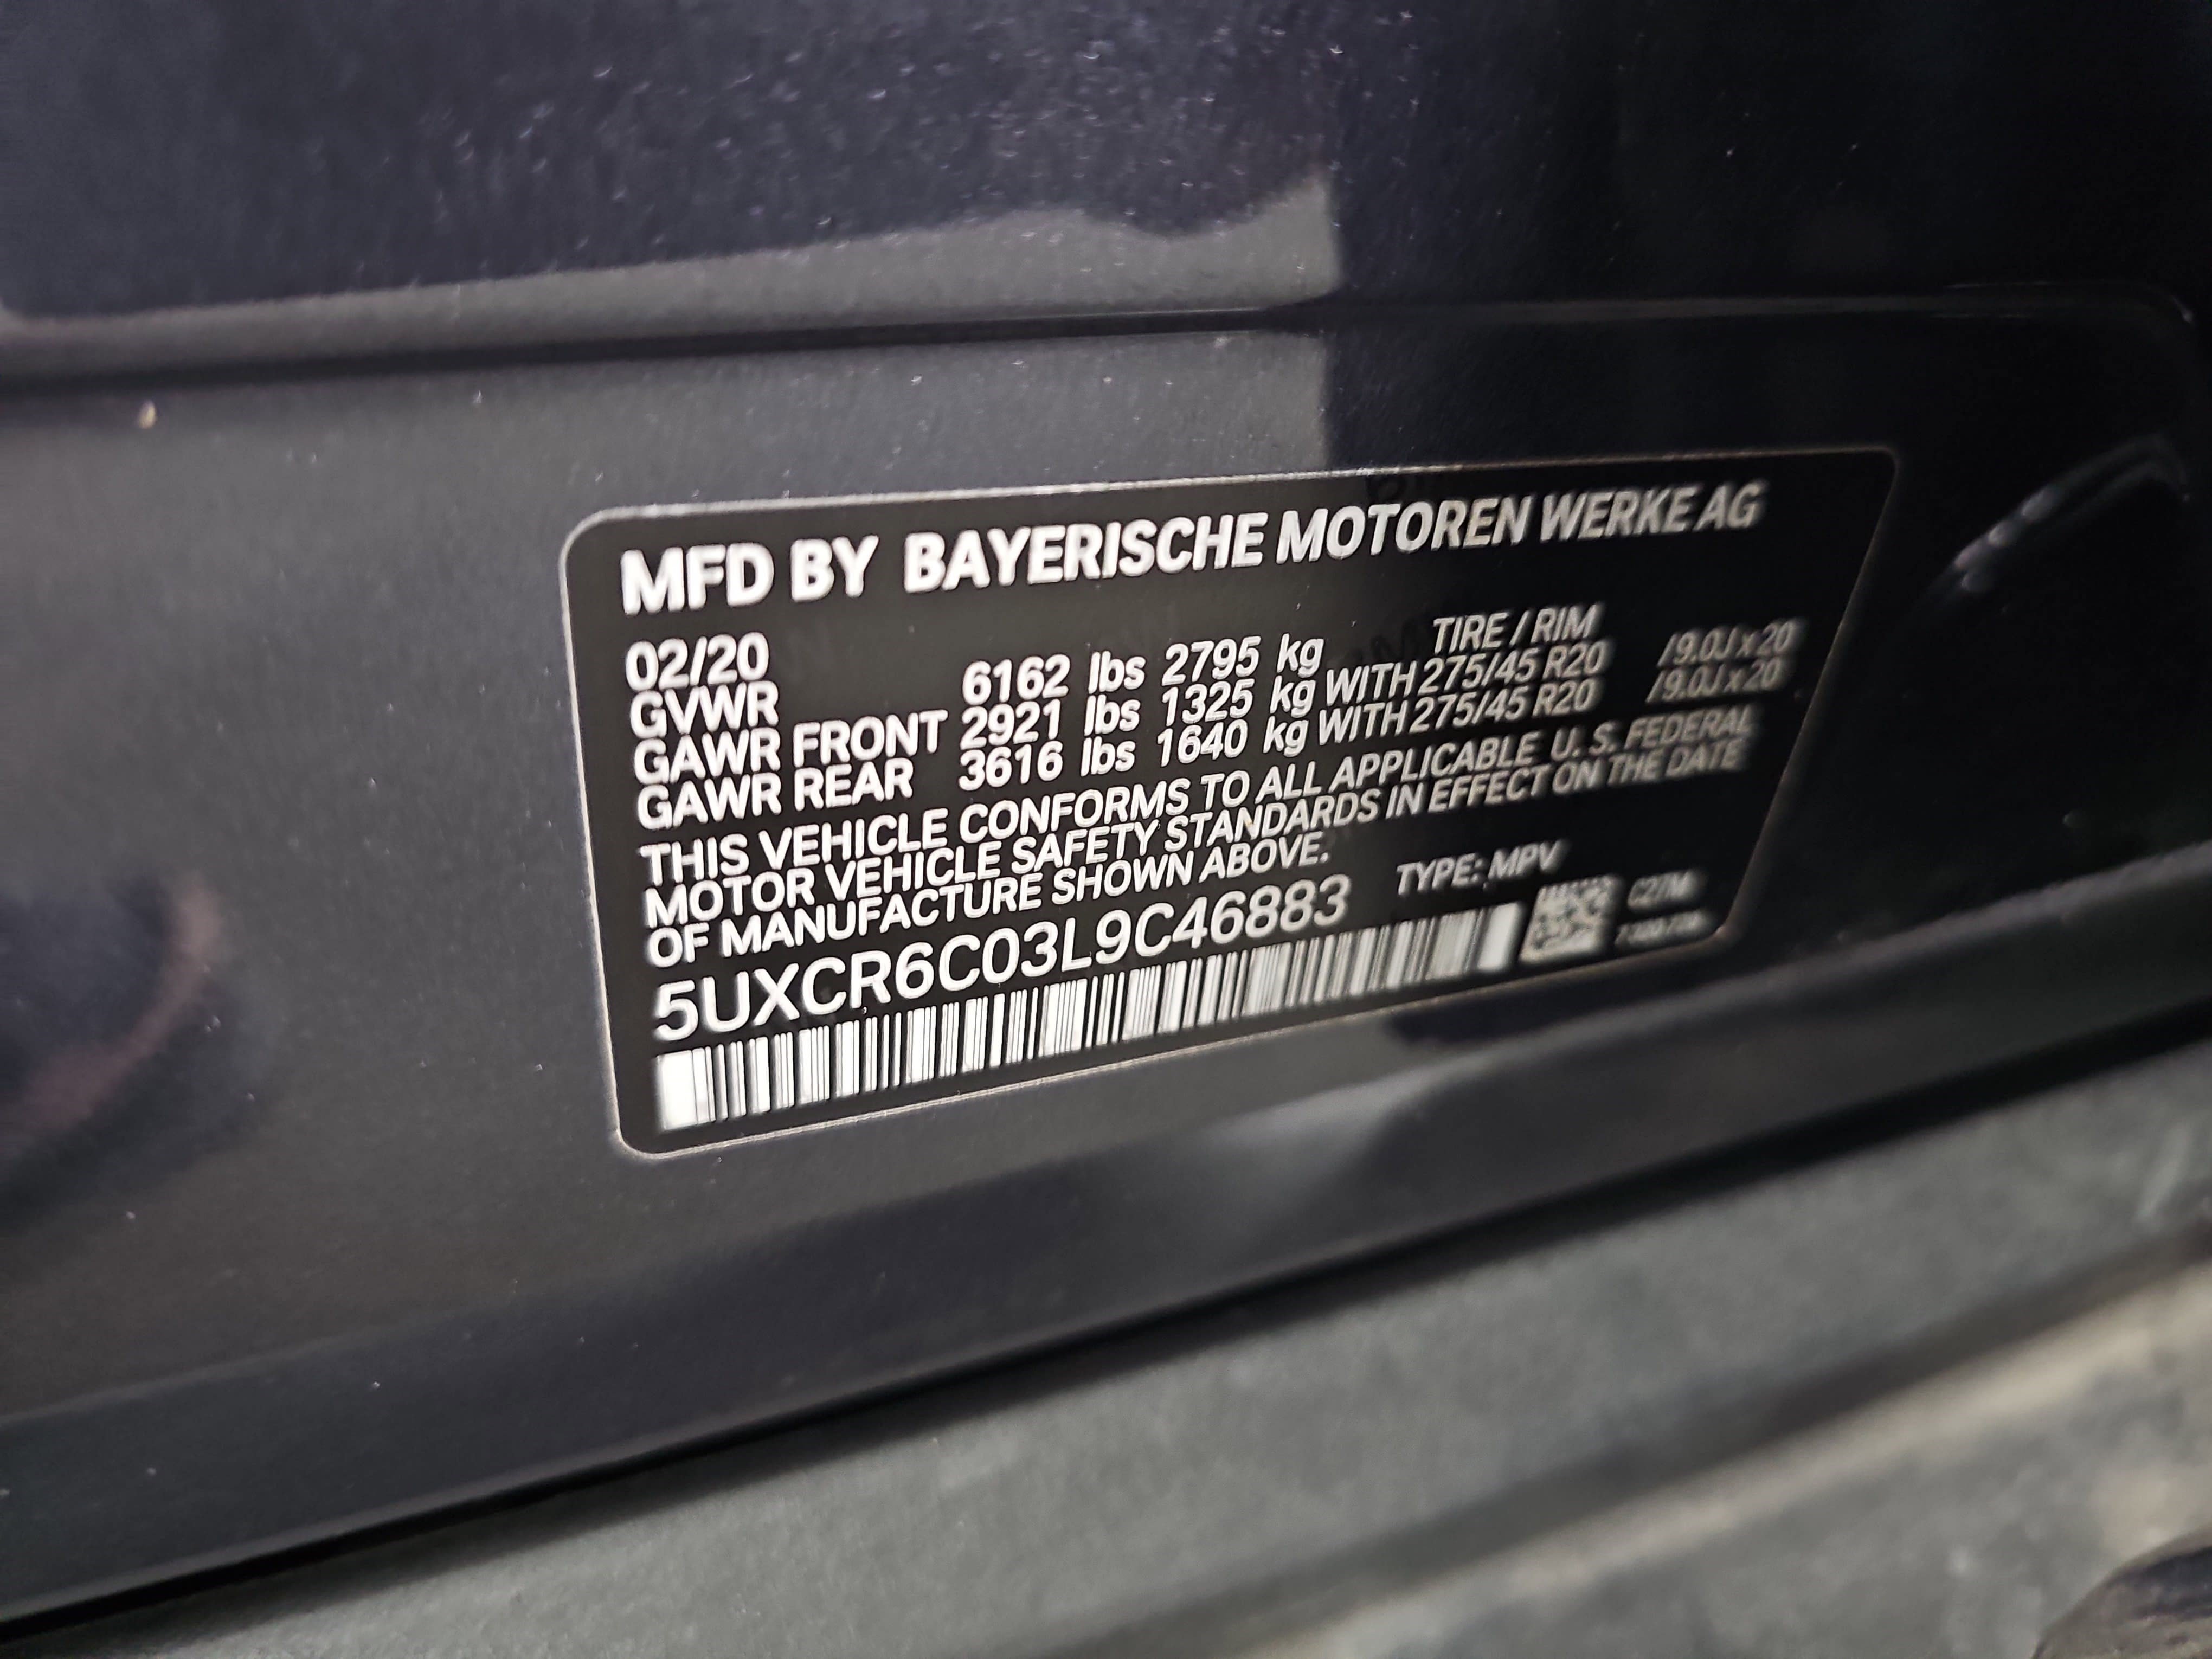 MFD BY BAYERISCHE MOTOREN WERKE AG
02/20 TIRE / RIM
GVWR 6162 lbs 2795 kg
GAWR FRONT 2921 lbs 1325 kg WITH 275/45 R20 /9.0J x 20
GAWR REAR 3616 lbs 1640 kg WITH 275/45 R20 /9.0J x 20
THIS VEHICLE CONFORMS TO ALL APPLICABLE U. S. FEDERAL
MOTOR VEHICLE SAFETY STANDARDS IN EFFECT ON THE DATE
OF MANUFACTURE SHOWN ABOVE.
5UXCR6C03L9C46883 TYPE: MPV